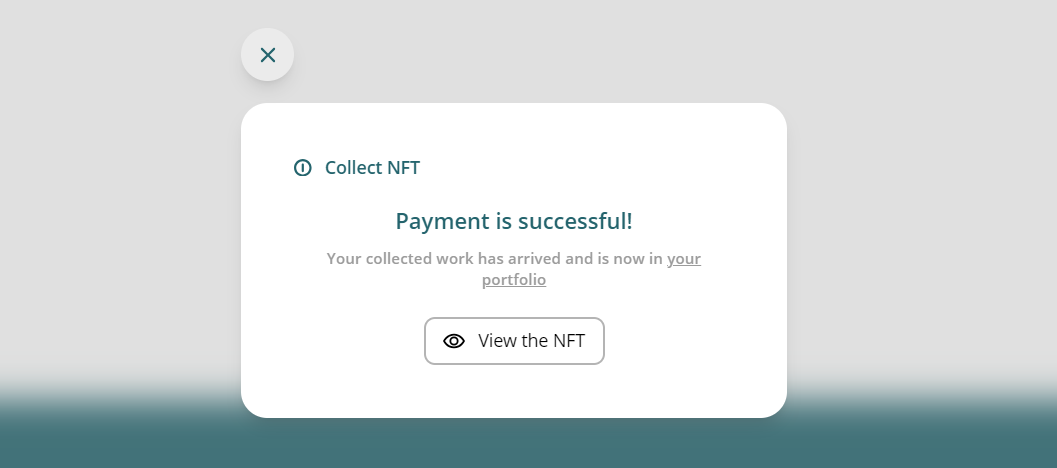 Collect NFT
Payment is successful!
Your collected work has arrived and is now in your
portfolio
View the NFT